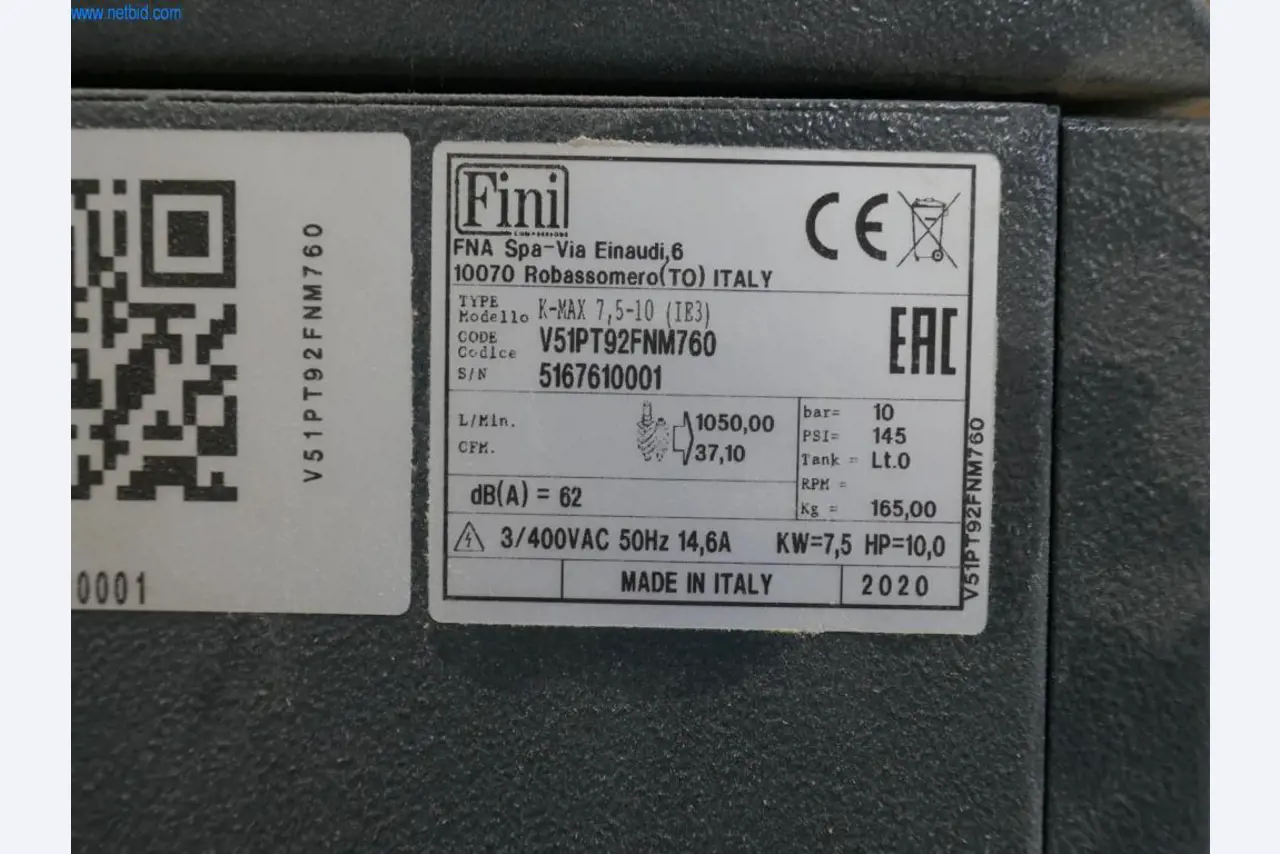 www.netbid.com
V51PT92FNM760
0001
Fini
FNA Spa-Via Einaudi,6
10070 Robassomero(TO) ITALY
CE
TYPE
Modello K-MAX 7,5-10 (IE3)
CODE
Codice V51PT92FNM760
S/N 5167610001
EAC
L/Min. 1050,00
CFM. 37,10
dB(A) = 62
bar= 10
PSI= 145
Tank = Lt.0
RPM =
Kg = 165,00
3/400VAC 50Hz 14,6A KW=7,5 HP=10,0
MADE IN ITALY 2020
V51PT92FNM760